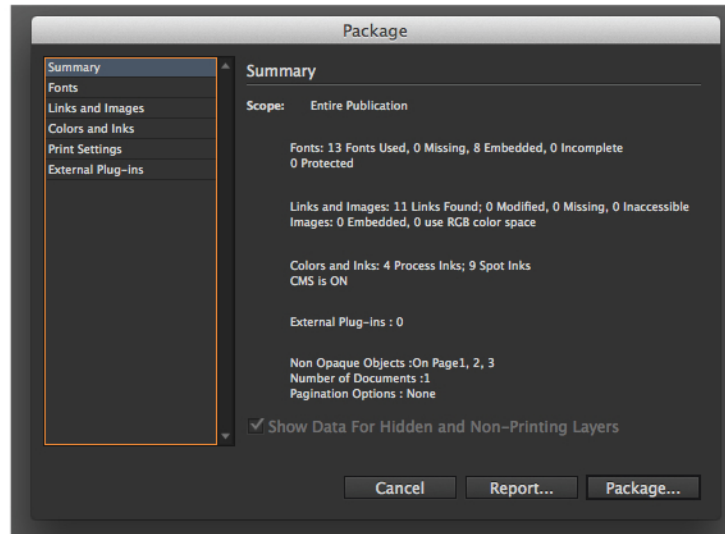 Package
Summary
Fonts
Links and Images
Colors and Inks
Print Settings
External Plug-ins
Summary
Scope: Entire Publication
Fonts: 13 Fonts Used, 0 Missing, 8 Embedded, 0 Incomplete
0 Protected
Links and Images: 11 Links Found; 0 Modified, 0 Missing, 0 Inaccessible
Images: 0 Embedded, 0 use RGB color space
Colors and Inks: 4 Process Inks; 9 Spot Inks
CMS is ON
External Plug-ins : 0
Non Opaque Objects :On Page1, 2, 3
Number of Documents :1
Pagination Options : None
Show Data For Hidden and Non-Printing Layers
Cancel Report... Package...